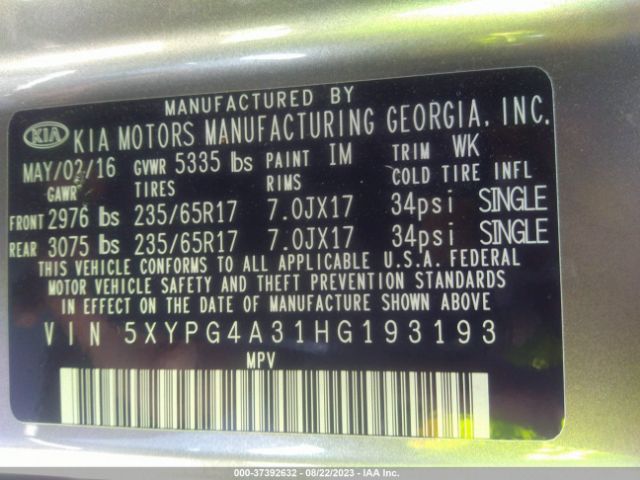 MANUFACTURED BY
KIA KIA MOTORS MANUFACTURING GEORGIA, INC.
MAY/02/16 GVWR 5335 lbs PAINT IM TRIM WK
GAWR TIRES RIMS COLD TIRE INFL
FRONT 2976 lbs 235/65R17 7.0JX17 34psi SINGLE
REAR 3075 lbs 235/65R17 7.0JX17 34psi SINGLE
THIS VEHICLE CONFORMS TO ALL APPLICABLE U.S.A. FEDERAL
MOTOR VEHICLE SAFETY AND THEFT PREVENTION STANDARDS
IN EFFECT ON THE DATE OF MANUFACTURE SHOWN ABOVE
VIN 5XYPG4A31HG193193
MPV
000-37392632 - 08/22/2023 - IAA Inc.